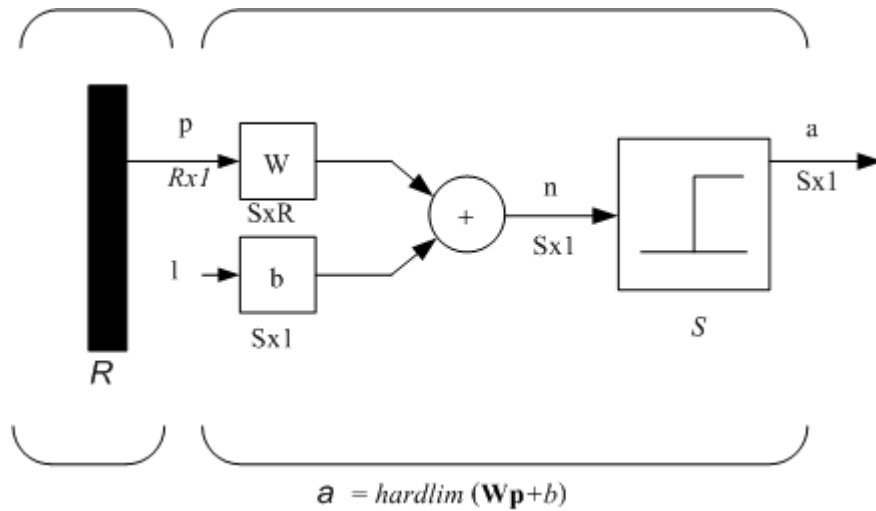 p
Rx1
W
SxR
1
b
Sx1
+
n
Sx1
a
Sx1
S
R
a = hardlim (Wp+b)